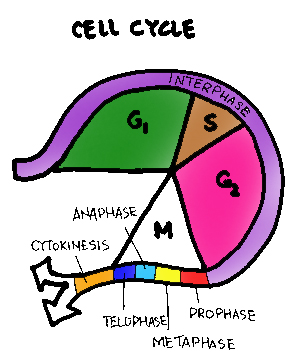 CELL CYCLE
INTERPHASE
G1
S
G2
M
ANAPHASE
CYTOKINESIS
TELOPHASE
PROPHASE
METAPHASE